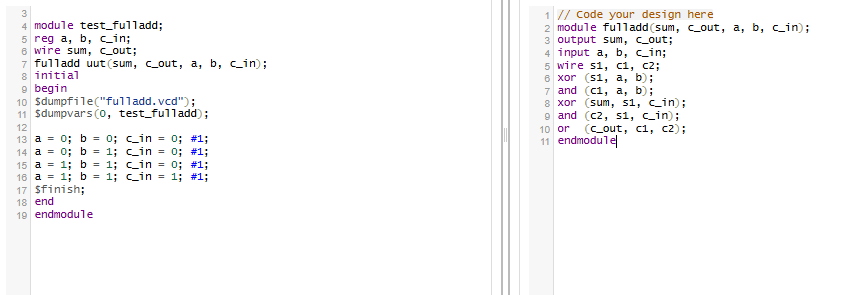 3
4 module test_fulladd;
5 reg a, b, c_in;
6 wire sum, c_out;
7 fulladd uut(sum, c_out, a, b, c_in);
8 initial
9 begin
10 $dumpfile("fulladd.vcd");
11 $dumpvars(0, test_fulladd);
12
13 a = 0; b = 0; c_in = 0; #1;
14 a = 0; b = 1; c_in = 0; #1;
15 a = 1; b = 1; c_in = 0; #1;
16 a = 1; b = 1; c_in = 1; #1;
17 $finish;
18 end
19 endmodule
1 // Code your design here
2 module fulladd(sum, c_out, a, b, c_in);
3 output sum, c_out;
4 input a, b, c_in;
5 wire s1, c1, c2;
6 xor (s1, a, b);
7 and (c1, a, b);
8 xor (sum, s1, c_in);
9 and (c2, s1, c_in);
10 or  (c_out, c1, c2);
11 endmodule